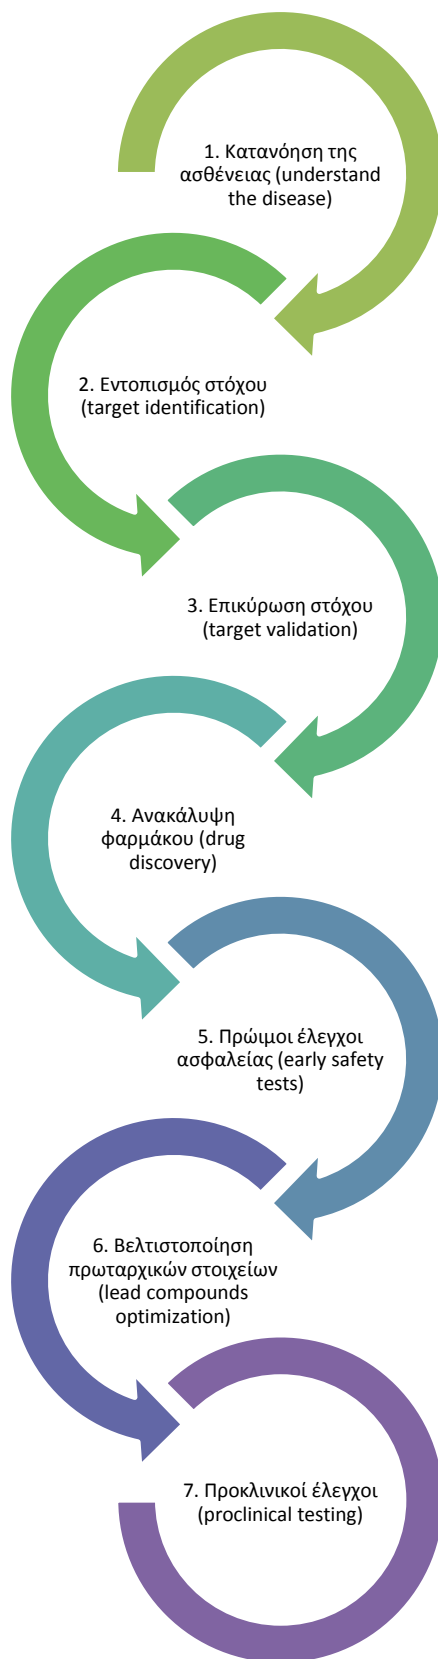 1. Κατανόηση της
ασθένειας (understand
the disease)
2. Εντοπισμός στόχου
(target identification)
3. Επικύρωση στόχου
(target validation)
4. Ανακάλυψη
φαρμάκου (drug
discovery)
5. Πρώιμοι έλεγχοι
ασφαλείας (early safety
tests)
6. Βελτιστοποίηση
πρωταρχικών στοιχείων
(lead compounds
optimization)
7. Προκλινικοί έλεγχοι
(proclinical testing)